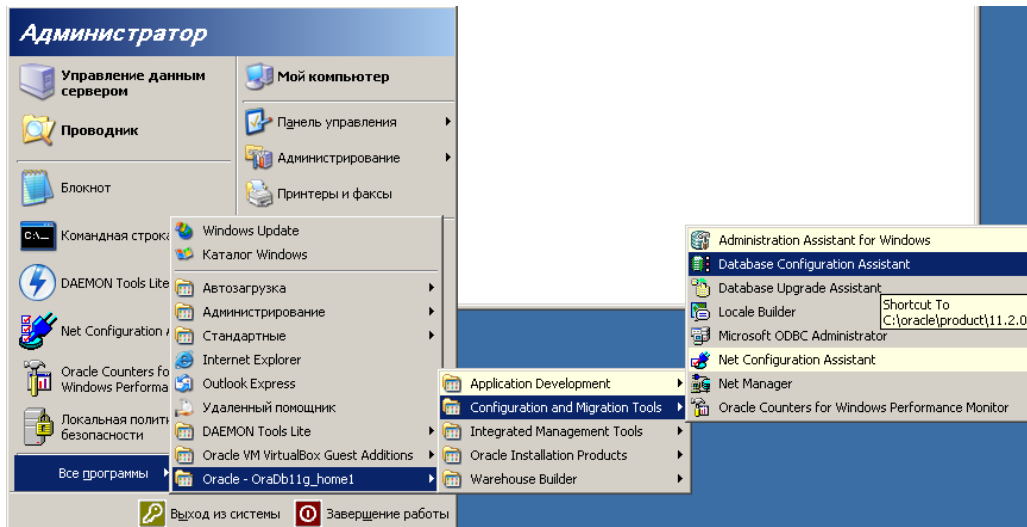 Администратор
Управление данным
сервером
Проводник
Блокнот
Командная строка
DAEMON Tools Lite
Net Configuration
Oracle Counters fo
Windows Performa
Локальная полити
безопасности
Все программы
Мой компьютер
Панель управления
Администрирование
Принтеры и факсы
Windows Update
Каталог Windows
Автозагрузка
Администрирование
Стандартные
Internet Explorer
Outlook Express
Удаленный помощник
DAEMON Tools Lite
Oracle VM VirtualBox Guest Additions
Oracle - OraDb11g_home1
Application Development
Configuration and Migration Tools
Integrated Management Tools
Oracle Installation Products
Warehouse Builder
Administration Assistant for Windows
Database Configuration Assistant
Database Upgrade Assistant
Locale Builder
Microsoft ODBC Administrator
Net Configuration Assistant
Net Manager
Oracle Counters for Windows Performance Monitor
Shortcut To
C:\oracle\product\11.2.0
Выход из системы
Завершение работы